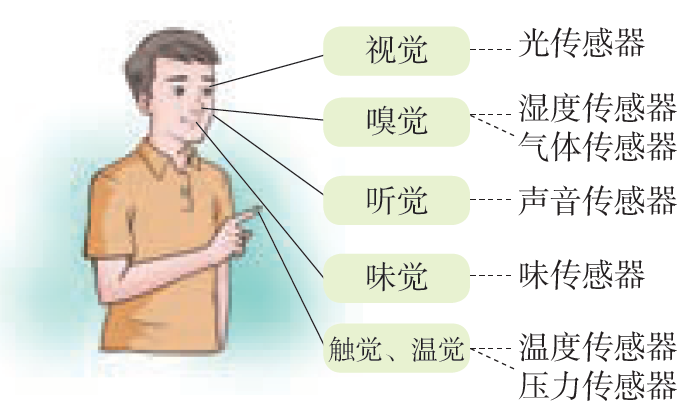 视觉
光传感器
嗅觉
湿度传感器
气体传感器
听觉
声音传感器
味觉
味传感器
触觉、温觉
温度传感器
压力传感器